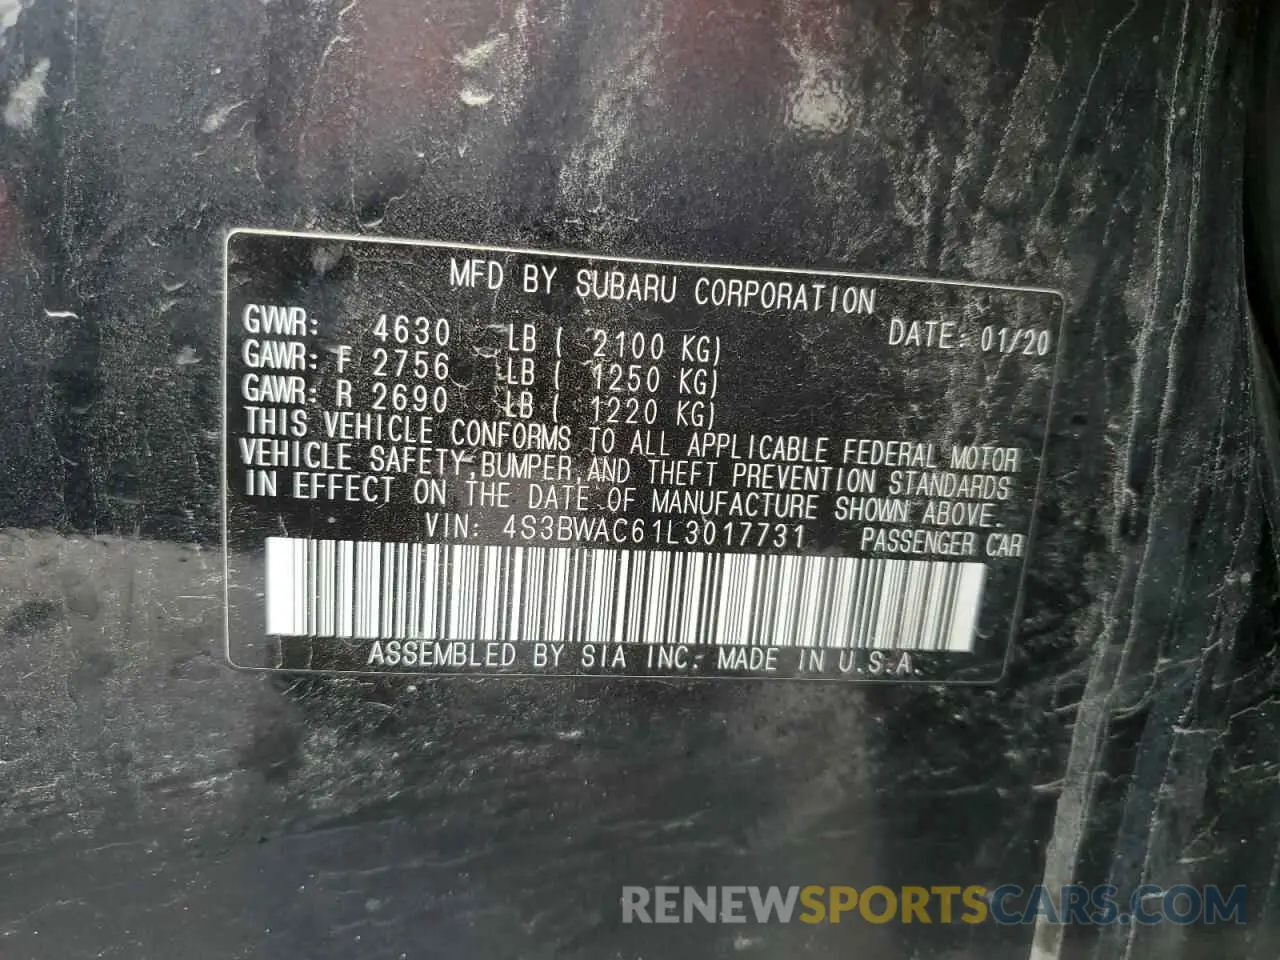 MFD BY SUBARU CORPORATION
GVWR: 4630 LB ( 2100 KG) DATE: 01/20
GAWR: F 2756 LB ( 1250 KG)
GAWR: R 2690 LB ( 1220 KG)
THIS VEHICLE CONFORMS TO ALL APPLICABLE FEDERAL MOTOR
VEHICLE SAFETY, BUMPER, AND THEFT PREVENTION STANDARDS
IN EFFECT ON THE DATE OF MANUFACTURE SHOWN ABOVE.
VIN: 4S3BWAC61L3017731 PASSENGER CAR
ASSEMBLED BY SIA INC. MADE IN U.S.A.
RENEWSPORTSCARS.COM